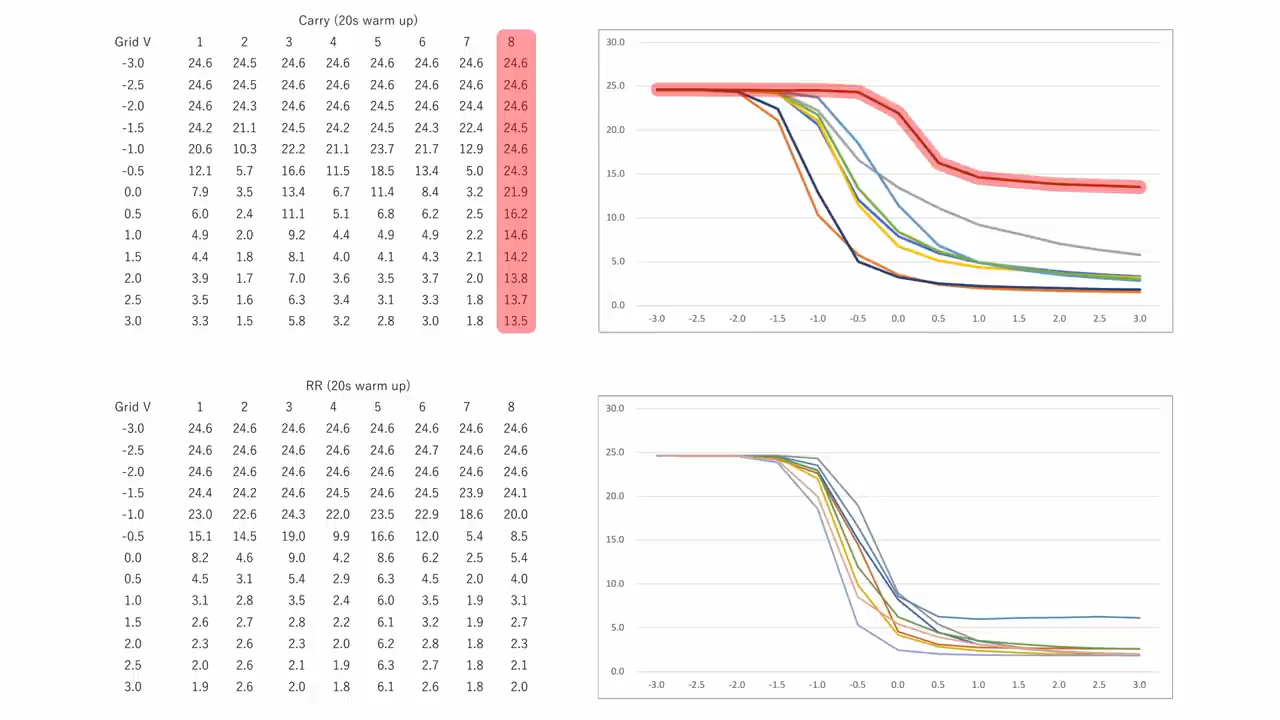 Carry (20s warm up)
Grid V 1 2 3 4 5 6 7 8
-3.0 24.6 24.5 24.6 24.6 24.6 24.6 24.6 24.6
-2.5 24.6 24.5 24.6 24.6 24.5 24.6 24.6 24.6
-2.0 24.6 24.3 24.6 24.6 24.5 24.6 24.4 24.6
-1.5 24.2 21.1 24.5 24.2 24.5 24.3 22.4 24.5
-1.0 20.6 10.3 22.2 21.1 23.7 21.7 12.9 24.6
-0.5 12.1 5.7 16.6 11.5 18.5 13.4 5.0 24.3
0.0 7.9 3.5 13.4 6.7 11.4 8.4 3.2 21.9
0.5 6.0 2.4 11.1 5.1 6.8 6.2 2.5 16.2
1.0 4.9 2.0 9.2 4.4 4.9 4.9 2.2 14.6
1.5 4.4 1.8 8.1 4.0 4.1 4.3 2.1 14.2
2.0 3.9 1.7 7.0 3.6 3.5 3.7 2.0 13.8
2.5 3.5 1.6 6.3 3.4 3.1 3.3 1.8 13.7
3.0 3.3 1.5 5.8 3.2 2.8 3.0 1.8 13.5
30.0
25.0
20.0
15.0
10.0
5.0
0.0
-3.0 -2.5 -2.0 -1.5 -1.0 -0.5 0.0 0.5 1.0 1.5 2.0 2.5 3.0
RR (20s warm up)
Grid V 1 2 3 4 5 6 7 8
-3.0 24.6 24.6 24.6 24.6 24.6 24.6 24.6 24.6
-2.5 24.6 24.6 24.6 24.6 24.6 24.7 24.6 24.6
-2.0 24.6 24.6 24.6 24.6 24.6 24.6 24.6 24.6
-1.5 24.4 24.2 24.6 24.5 24.6 24.5 23.9 24.1
-1.0 23.0 22.6 24.3 22.0 23.5 22.9 18.6 20.0
-0.5 15.1 14.5 19.0 9.9 16.6 12.0 5.4 8.5
0.0 8.2 4.6 9.0 4.2 8.6 6.2 2.5 5.4
0.5 4.5 3.1 5.4 2.9 6.3 4.5 2.0 4.0
1.0 3.1 2.8 3.5 2.4 6.0 3.5 1.9 3.1
1.5 2.6 2.7 2.8 2.2 6.1 3.2 1.9 2.7
2.0 2.3 2.6 2.3 2.0 6.2 2.8 1.8 2.3
2.5 2.0 2.6 2.1 1.9 6.3 2.7 1.8 2.1
3.0 1.9 2.6 2.0 1.8 6.1 2.6 1.8 2.0
30.0
25.0
20.0
15.0
10.0
5.0
0.0
-3.0 -2.5 -2.0 -1.5 -1.0 -0.5 0.0 0.5 1.0 1.5 2.0 2.5 3.0